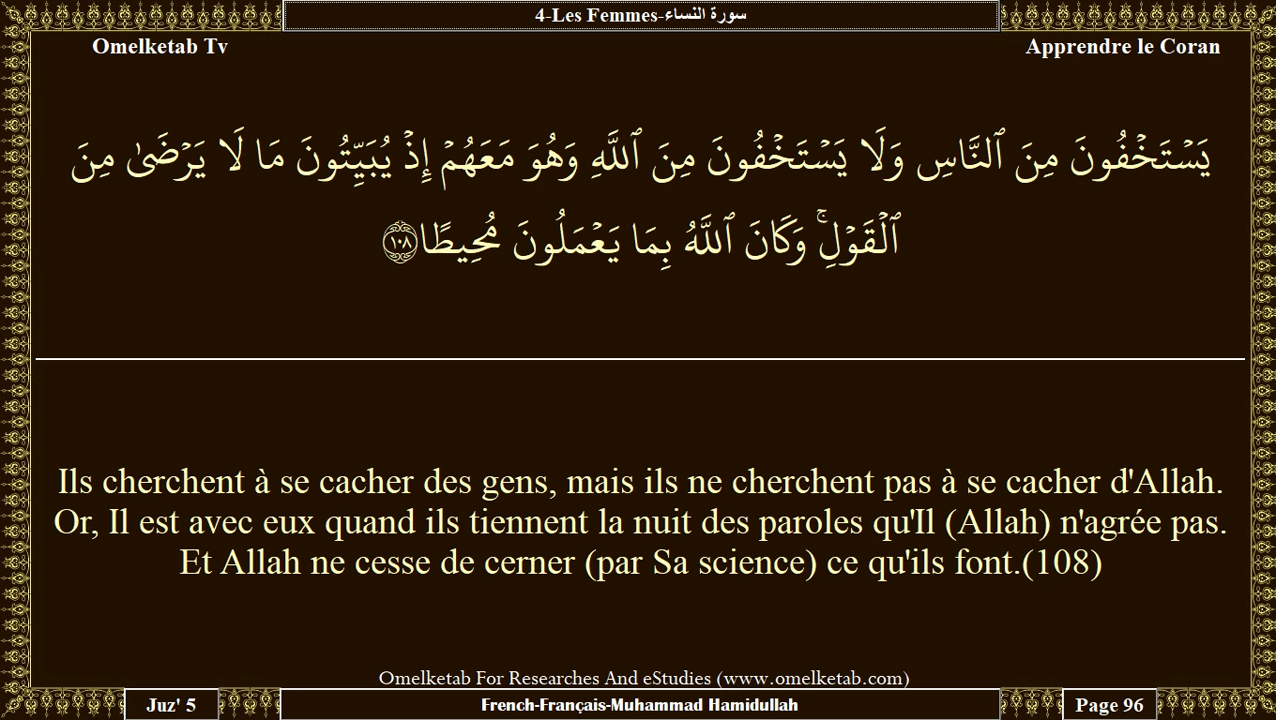 4-Les Femmes-سورة النساء
Omelketab Tv
Apprendre le Coran
يَسۡتَخۡفُونَ مِنَ ٱلنَّاسِ وَلَا يَسۡتَخۡفُونَ مِنَ ٱللَّهِ وَهُوَ مَعَهُمۡ إِذۡ يُبَيِّتُونَ مَا لَا يَرۡضَىٰ مِنَ
ٱلۡقَوۡلِۚ وَكَانَ ٱللَّهُ بِمَا يَعۡمَلُونَ مُحِيطًا ١٠٨
Ils cherchent à se cacher des gens, mais ils ne cherchent pas à se cacher d'Allah.
Or, Il est avec eux quand ils tiennent la nuit des paroles qu'Il (Allah) n'agrée pas.
Et Allah ne cesse de cerner (par Sa science) ce qu'ils font.(108)
Omelketab For Researches And eStudies (www.omelketab.com)
Juz' 5
French-Français-Muhammad Hamidullah
Page 96